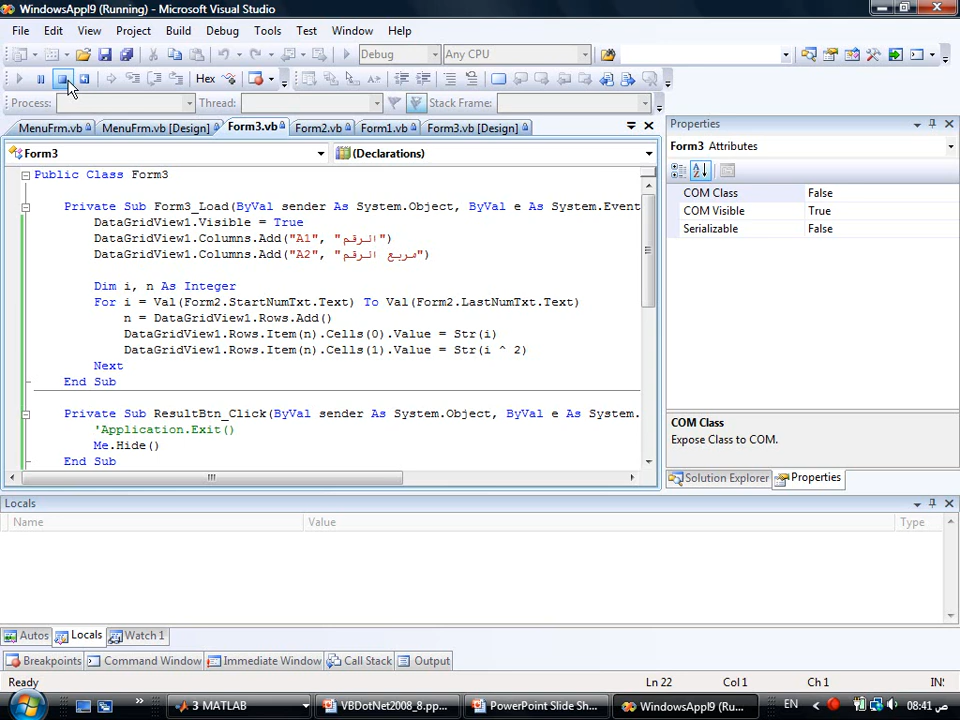 WindowsAppl9 (Running) - Microsoft Visual Studio
File Edit View Project Build Debug Tools Test Window Help
Debug Any CPU
Hex
Process: Thread: Stack Frame:
MenuFrm.vb MenuFrm.vb [Design] Form3.vb Form2.vb Form1.vb Form3.vb [Design]
Form3 (Declarations)
Public Class Form3
Private Sub Form3_Load(ByVal sender As System.Object, ByVal e As System.Event
DataGridView1.Visible = True
DataGridView1.Columns.Add("A1", "الرقم")
DataGridView1.Columns.Add("A2", "مربع الرقم")
Dim i, n As Integer
For i = Val(Form2.StartNumTxt.Text) To Val(Form2.LastNumTxt.Text)
n = DataGridView1.Rows.Add()
DataGridView1.Rows.Item(n).Cells(0).Value = Str(i)
DataGridView1.Rows.Item(n).Cells(1).Value = Str(i ^ 2)
Next
End Sub
Private Sub ResultBtn_Click(ByVal sender As System.Object, ByVal e As System.
'Application.Exit()
Me.Hide()
End Sub
Properties
Form3 Attributes
COM Class False
COM Visible True
Serializable False
COM Class
Expose Class to COM.
Solution Explorer Properties
Locals
Name Value Type
Autos Locals Watch 1
Breakpoints Command Window Immediate Window Call Stack Output
Ready Ln 22 Col 1 Ch 1 INS
3 MATLAB VBDotNet2008_8.pp... PowerPoint Slide Sh... WindowsAppl9 (Ru... EN 08:41 ص